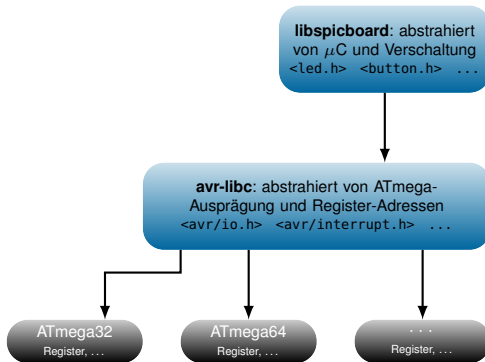 libspicboard: abstrahiert
von μC und Verschaltung
<led.h> <button.h> ...
avr-libc: abstrahiert von ATmega-
Ausprägung und Register-Adressen
<avr/io.h> <avr/interrupt.h> ...
ATmega32
Register, ...
ATmega64
Register, ...
...
Register, ...